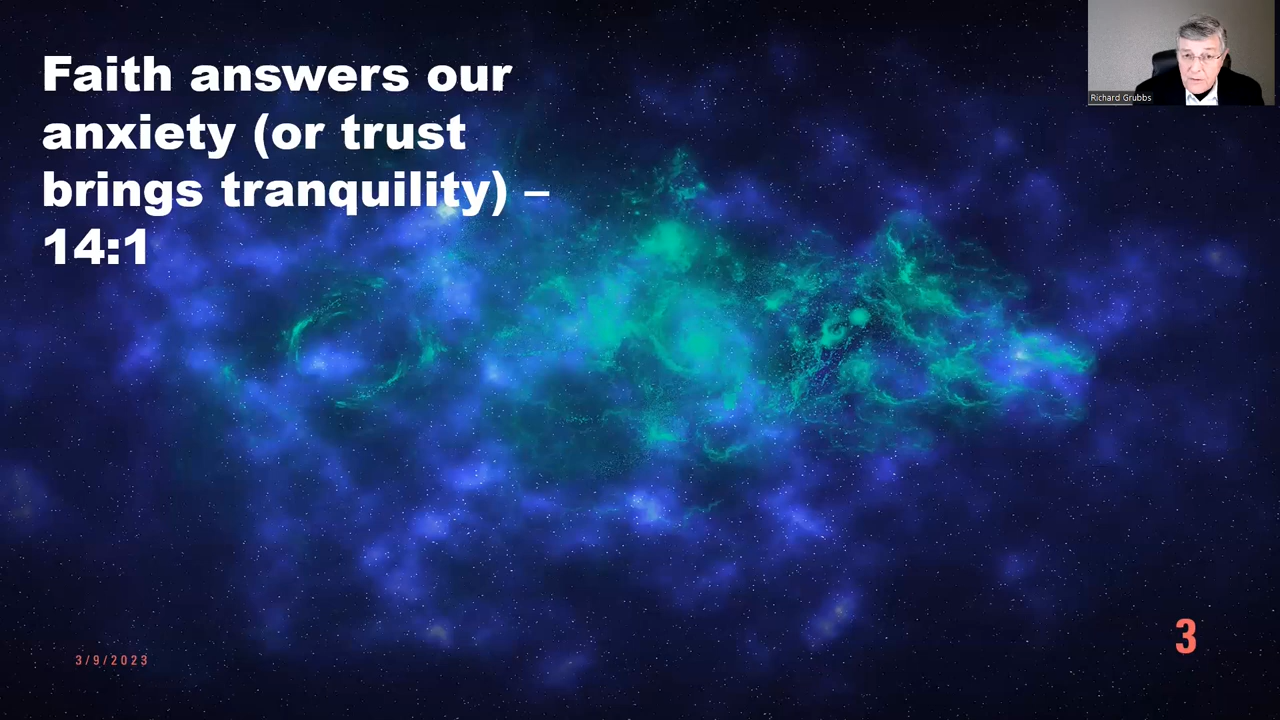 Faith answers our
anxiety (or trust
brings tranquility) –
14:1
Richard Grubbs
3/9/2023
3